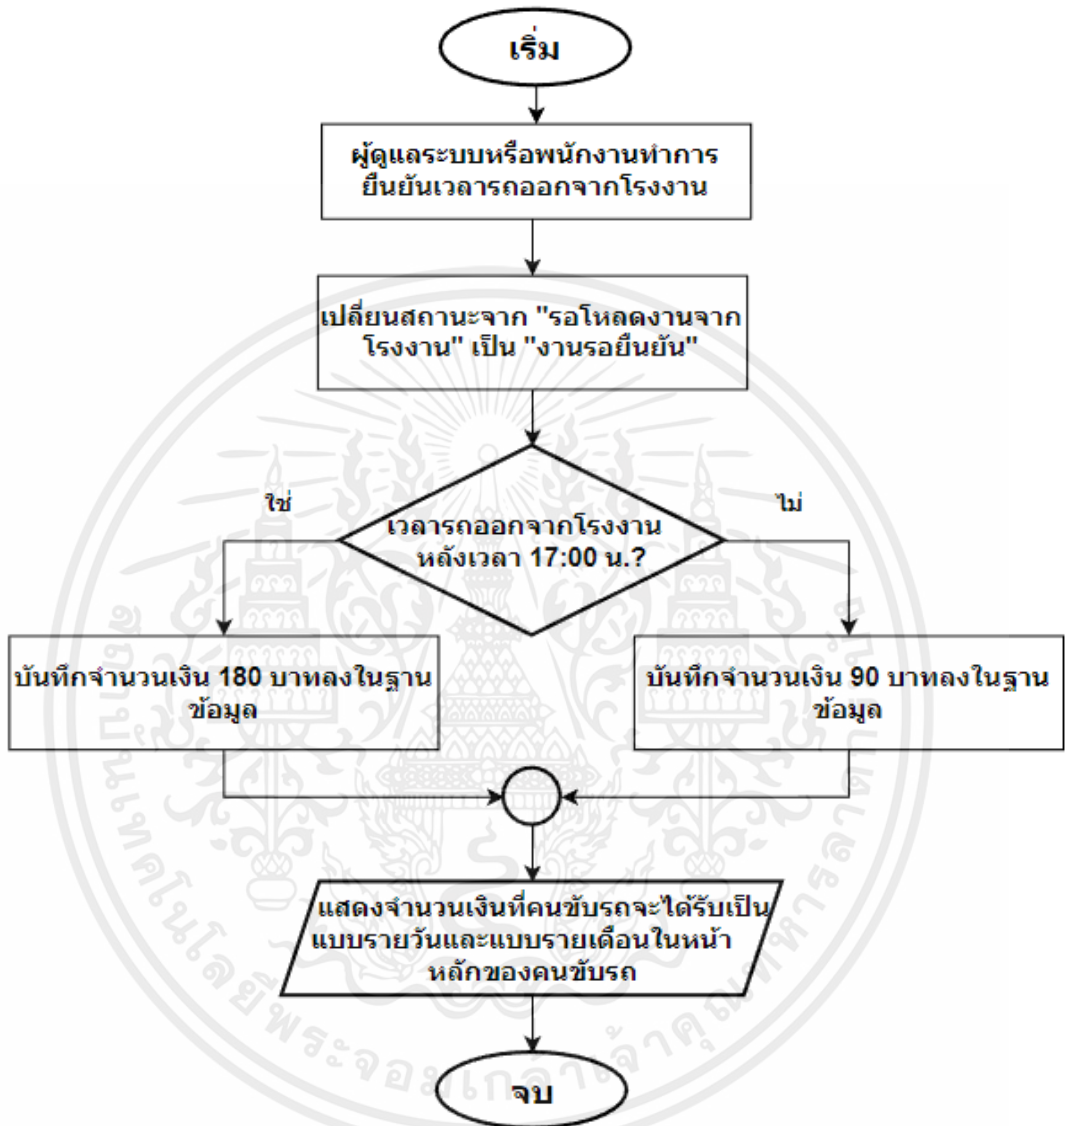 เริ่ม
ผู้ดูแลระบบหรือพนักงานทำการ
ยืนยันเวลารถออกจากโรงงาน
เปลี่ยนสถานะจาก "รอโหลดงานจาก
โรงงาน" เป็น "งานรอยืนยัน"
ใช่
ไม่
เวลารถออกจากโรงงาน
หลังเวลา 17:00 น.?
บันทึกจำนวนเงิน 180 บาทลงในฐาน
ข้อมูล
บันทึกจำนวนเงิน 90 บาทลงในฐาน
ข้อมูล
แสดงจำนวนเงินที่คนขับรถจะได้รับเป็น
แบบรายวันและแบบรายเดือนในหน้า
หลักของคนขับรถ
จบ